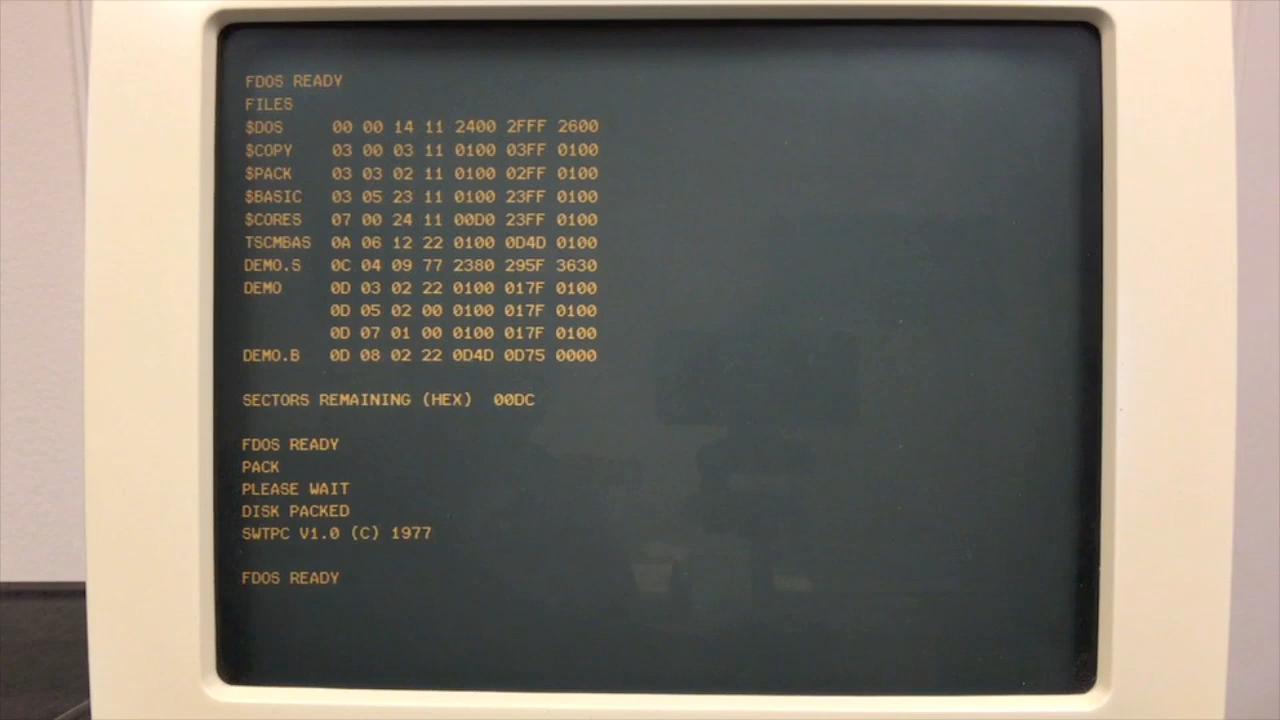 FDOS READY
FILES
$DOS 00 00 14 11 2400 2FFF 2600
$COPY 03 00 03 11 0100 03FF 0100
$PACK 03 03 02 11 0100 02FF 0100
$BASIC 03 05 23 11 0100 23FF 0100
$CORES 07 00 24 11 00D0 23FF 0100
TSCMBAS 0A 06 12 22 0100 0D4D 0100
DEMO.S 0C 04 09 77 2380 295F 3630
DEMO 0D 03 02 22 0100 017F 0100
0D 05 02 00 0100 017F 0100
0D 07 01 00 0100 017F 0100
DEMO.B 0D 08 02 22 0D4D 0D75 0000
SECTORS REMAINING (HEX) 00DC
FDOS READY
PACK
PLEASE WAIT
DISK PACKED
SWTPC V1.0 (C) 1977
FDOS READY